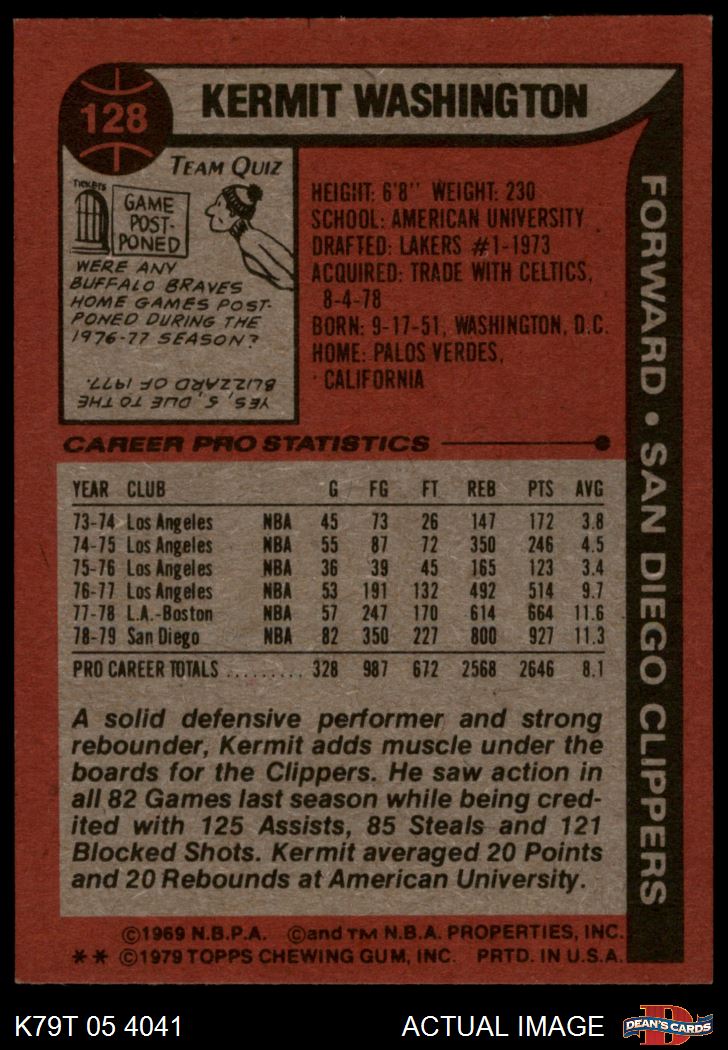 128
KERMIT WASHINGTON
TEAM QUIZ
TICKETS
GAME
POST-
PONED
WERE ANY
BUFFALO BRAVES
HOME GAMES POST-
PONED DURING THE
1976-77 SEASON?
YES, 5, DUE TO THE
BLIZZARD OF 1977.
HEIGHT: 6'8" WEIGHT: 230
SCHOOL: AMERICAN UNIVERSITY
DRAFTED: LAKERS #1-1973
ACQUIRED: TRADE WITH CELTICS,
8-4-78
BORN: 9-17-51, WASHINGTON, D.C.
HOME: PALOS VERDES,
CALIFORNIA
FORWARD • SAN DIEGO CLIPPERS
CAREER PRO STATISTICS
YEAR CLUB G FG FT REB PTS AVG
73-74 Los Angeles NBA 45 73 26 147 172 3.8
74-75 Los Angeles NBA 55 87 72 350 246 4.5
75-76 Los Angeles NBA 36 39 45 165 123 3.4
76-77 Los Angeles NBA 53 191 132 492 514 9.7
77-78 L.A.-Boston NBA 57 247 170 614 664 11.6
78-79 San Diego NBA 82 350 227 800 927 11.3
PRO CAREER TOTALS ......... 328 987 672 2568 2646 8.1
A solid defensive performer and strong
rebounder, Kermit adds muscle under the
boards for the Clippers. He saw action in
all 82 Games last season while being cred-
ited with 125 Assists, 85 Steals and 121
Blocked Shots. Kermit averaged 20 Points
and 20 Rebounds at American University.
©1969 N.B.P.A. ©and TM N.B.A. PROPERTIES, INC.
** ©1979 TOPPS CHEWING GUM, INC. PRTD. IN U.S.A.
K79T 05 4041 ACTUAL IMAGE
D
DEAN'S CARDS